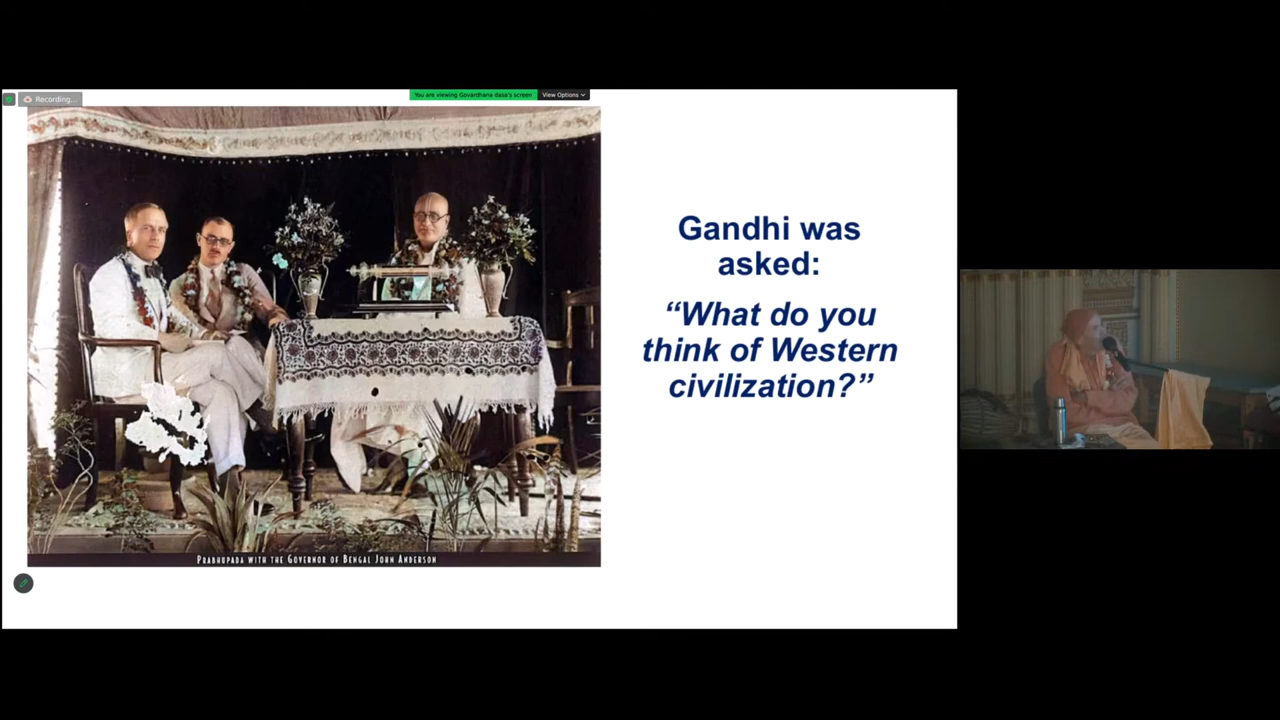 Recording...
You are viewing Govardhana dasa's screen
View Options
Gandhi was
asked:
“What do you
think of Western
civilization?”
Prabhupada with the Governor of Bengal John Anderson